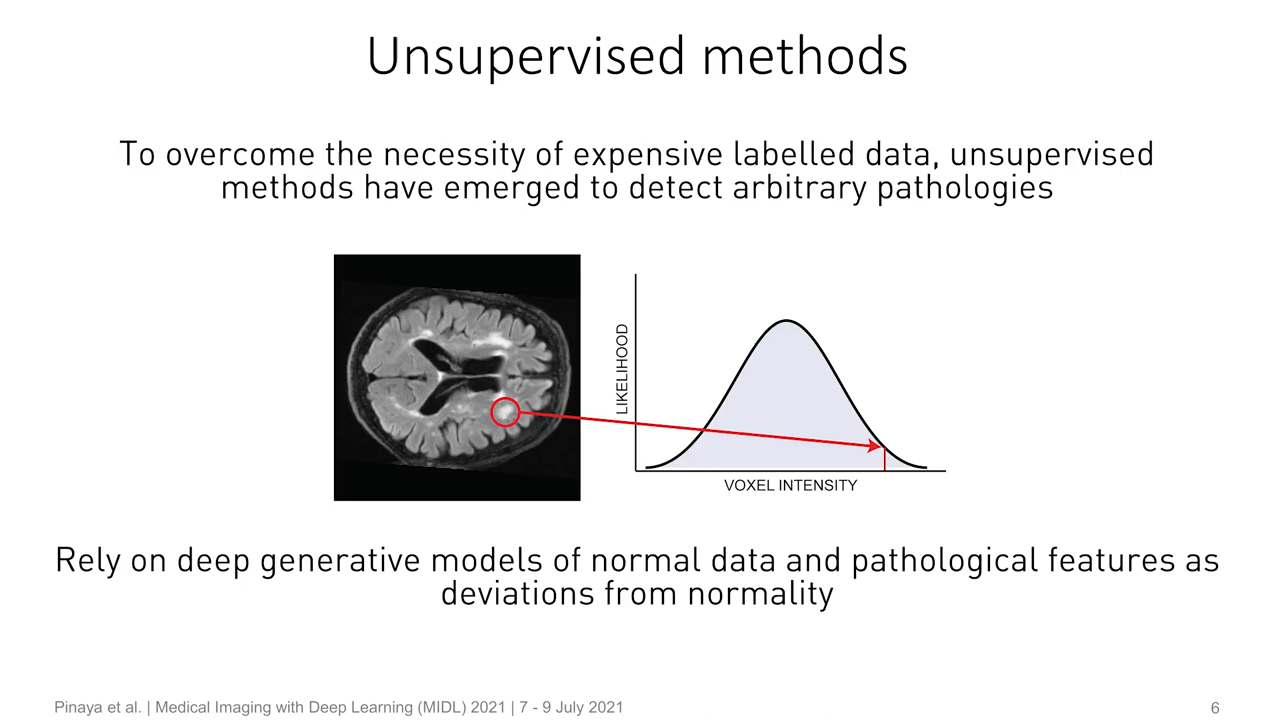 Unsupervised methods
To overcome the necessity of expensive labelled data, unsupervised
methods have emerged to detect arbitrary pathologies
LIKELIHOOD
VOXEL INTENSITY
Rely on deep generative models of normal data and pathological features as
deviations from normality
Pinaya et al. | Medical Imaging with Deep Learning (MIDL) 2021 | 7 - 9 July 2021
6